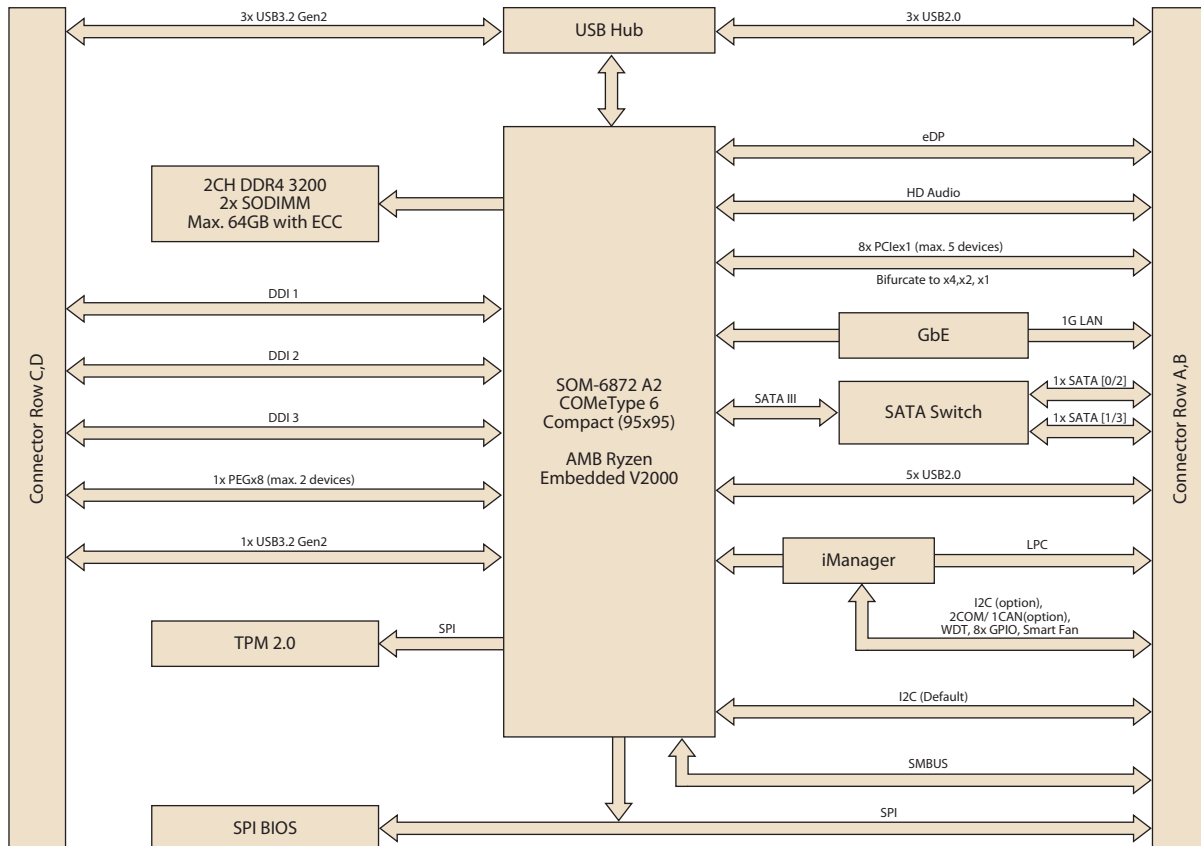 3x USB3.2 Gen2
USB Hub
3x USB2.0
eDP
2CH DDR4 3200
2x SODIMM
Max. 64GB with ECC
HD Audio
8x PCIex1 (max. 5 devices)
Bifurcate to x4,x2, x1
DDI 1
GbE
1G LAN
DDI 2
Connector Row C,D
SOM-6872 A2
COMeType 6
Compact (95x95)
AMB Ryzen
Embedded V2000
Connector Row A,B
SATA III
SATA Switch
1x SATA [0/2]
1x SATA [1/3]
DDI 3
1x PEGx8 (max. 2 devices)
5x USB2.0
1x USB3.2 Gen2
iManager
LPC
I2C (option),
2COM/ 1CAN(option),
WDT, 8x GPIO, Smart Fan
TPM 2.0
SPI
I2C (Default)
SMBUS
SPI BIOS
SPI